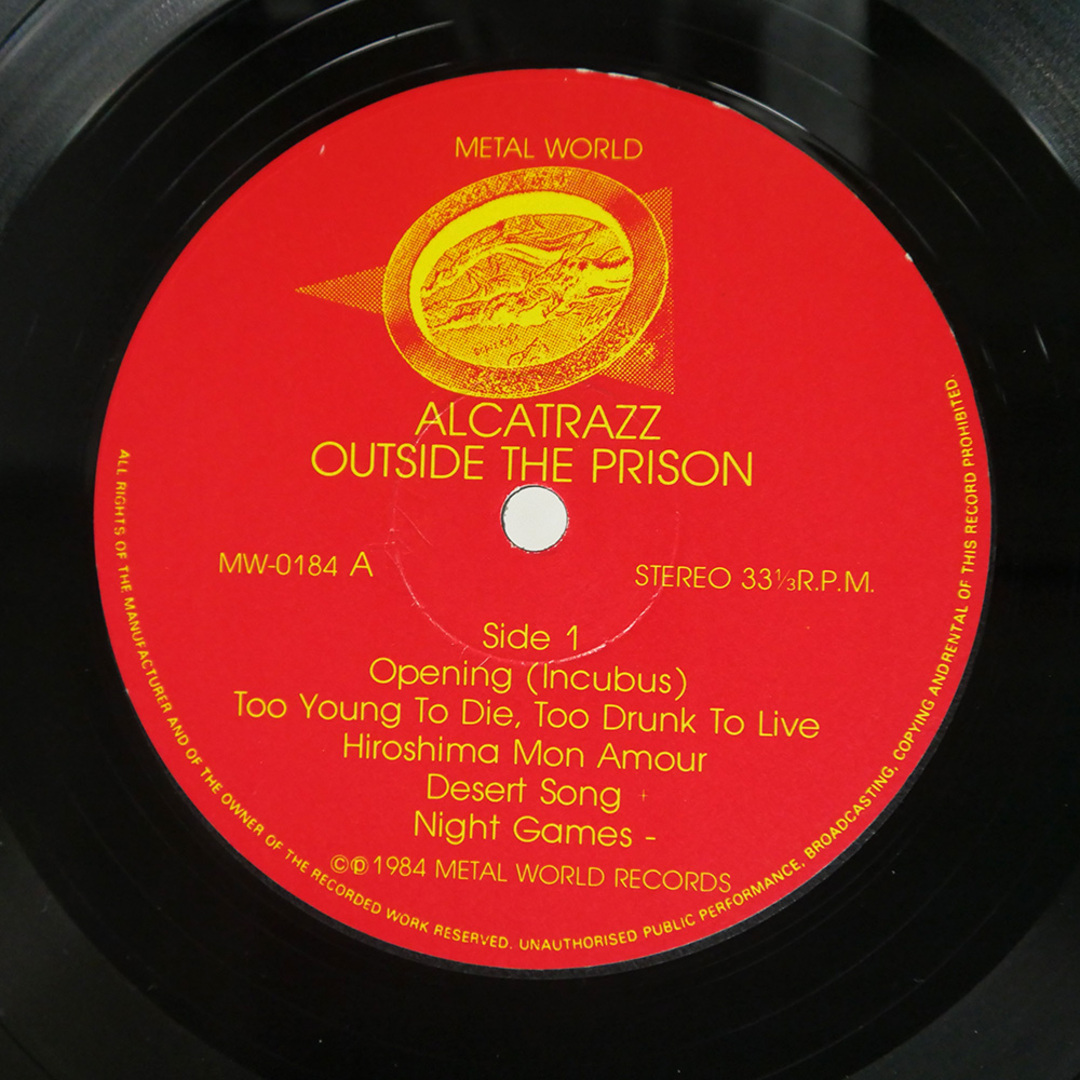 METAL WORLD
ALCATRAZZ
OUTSIDE THE PRISON
MW-0184 A
STEREO 33⅓R.P.M.
Side 1
Opening (Incubus)
Too Young To Die, Too Drunk To Live
Hiroshima Mon Amour
Desert Song
Night Games -
©℗1984 METAL WORLD RECORDS
ALL RIGHTS OF THE MANUFACTURER AND OF THE OWNER OF THE RECORDED WORK RESERVED. UNAUTHORISED PUBLIC PERFORMANCE, BROADCASTING, COPYING ANDRENTAL OF THIS RECORD PROHIBITED.